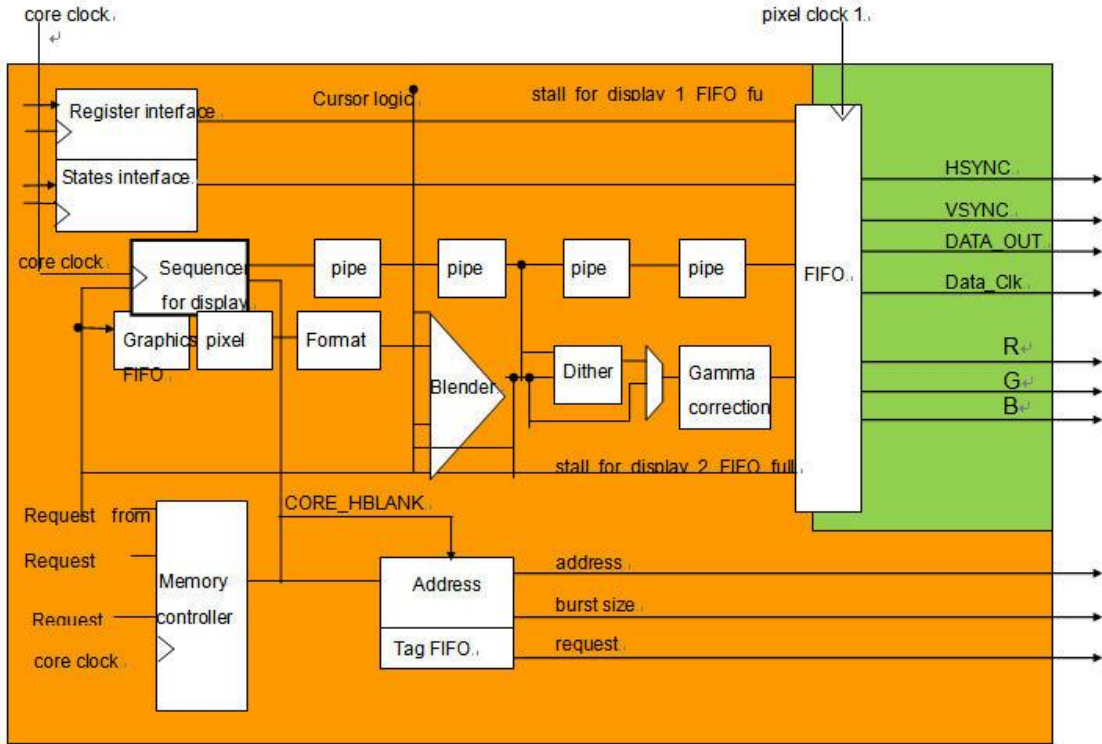 core clock.
pixel clock 1.
Register interface.
Cursor logic
stall for display 1 FIFO fu
States interface.
HSYNC
VSYNC
DATA_OUT
core clock
Sequencer
for display
pipe
pipe
pipe
pipe
FIFO.
Data_Clk
Graphics
FIFO
pixel
Format
Blender
Dither
Gamma
correction
R
G
B
stall for display 2 FIFO full
Request from
CORE_HBLANK
Request
Memory
controller
Address
address
burst size
Request
core clock
Tag FIFO.
request